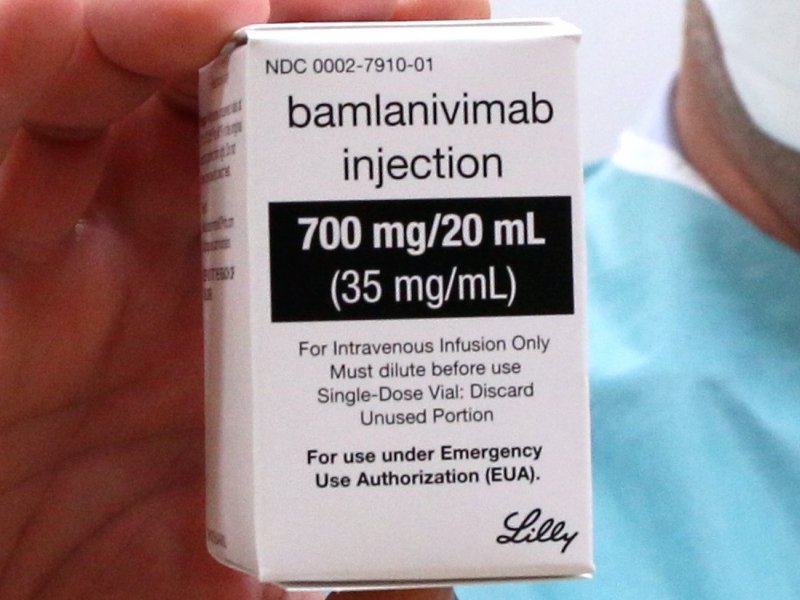 NDC 0002-7910-01
bamlanivimab
injection
700 mg/20 mL
(35 mg/mL)
For Intravenous Infusion Only
Must dilute before use
Single-Dose Vial: Discard
Unused Portion
For use under Emergency
Use Authorization (EUA).
Lilly